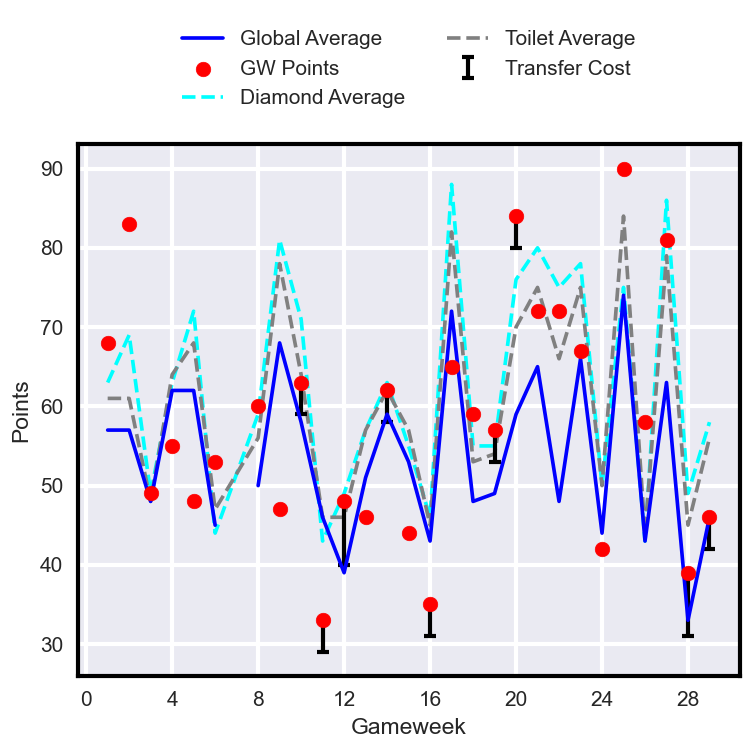 Global Average
GW Points
Diamond Average
Toilet Average
Transfer Cost
90
80
70
60
50
40
30
Points
0 4 8 12 16 20 24 28
Gameweek